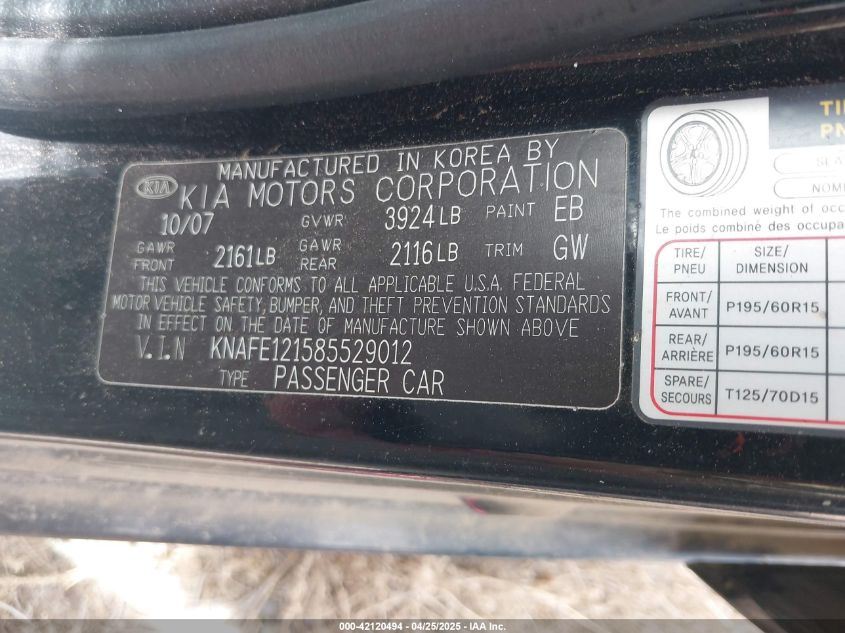 MANUFACTURED IN KOREA BY
KIA KIA MOTORS CORPORATION
10/07 GVWR 3924LB PAINT EB
GAWR FRONT 2161LB GAWR REAR 2116LB TRIM GW
THIS VEHICLE CONFORMS TO ALL APPLICABLE U.S.A. FEDERAL
MOTOR VEHICLE SAFETY, BUMPER, AND THEFT PREVENTION STANDARDS
IN EFFECT ON THE DATE OF MANUFACTURE SHOWN ABOVE
V.I.N KNAFE121585529012
TYPE PASSENGER CAR
The combined weight of
Le poids combiné des
TIRE/PNEU SIZE/DIMENSION
FRONT/AVANT P195/60R15
REAR/ARRIÈRE P195/60R15
SPARE/SECOURS T125/70D15
000-42120494 - 04/25/2025 - IAA Inc.